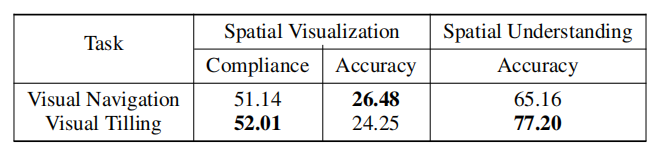 Task Spatial Visualization Spatial Understanding
Compliance Accuracy Accuracy
Visual Navigation 51.14 26.48 65.16
Visual Tilling 52.01 24.25 77.20